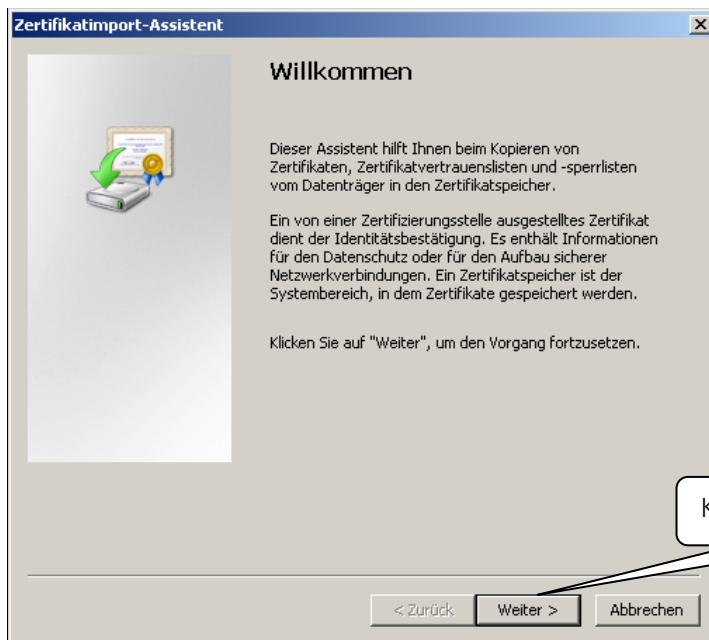 Zertifikatimport-Assistent
Willkommen
Dieser Assistent hilft Ihnen beim Kopieren von
Zertifikaten, Zertifikatvertrauenslisten und -sperrlisten
vom Datenträger in den Zertifikatspeicher.
Ein von einer Zertifizierungsstelle ausgestelltes Zertifikat
dient der Identitätsbestätigung. Es enthält Informationen
für den Datenschutz oder für den Aufbau sicherer
Netzwerkverbindungen. Ein Zertifikatspeicher ist der
Systembereich, in dem Zertifikate gespeichert werden.
Klicken Sie auf "Weiter", um den Vorgang fortzusetzen.
< Zurück
Weiter >
Abbrechen